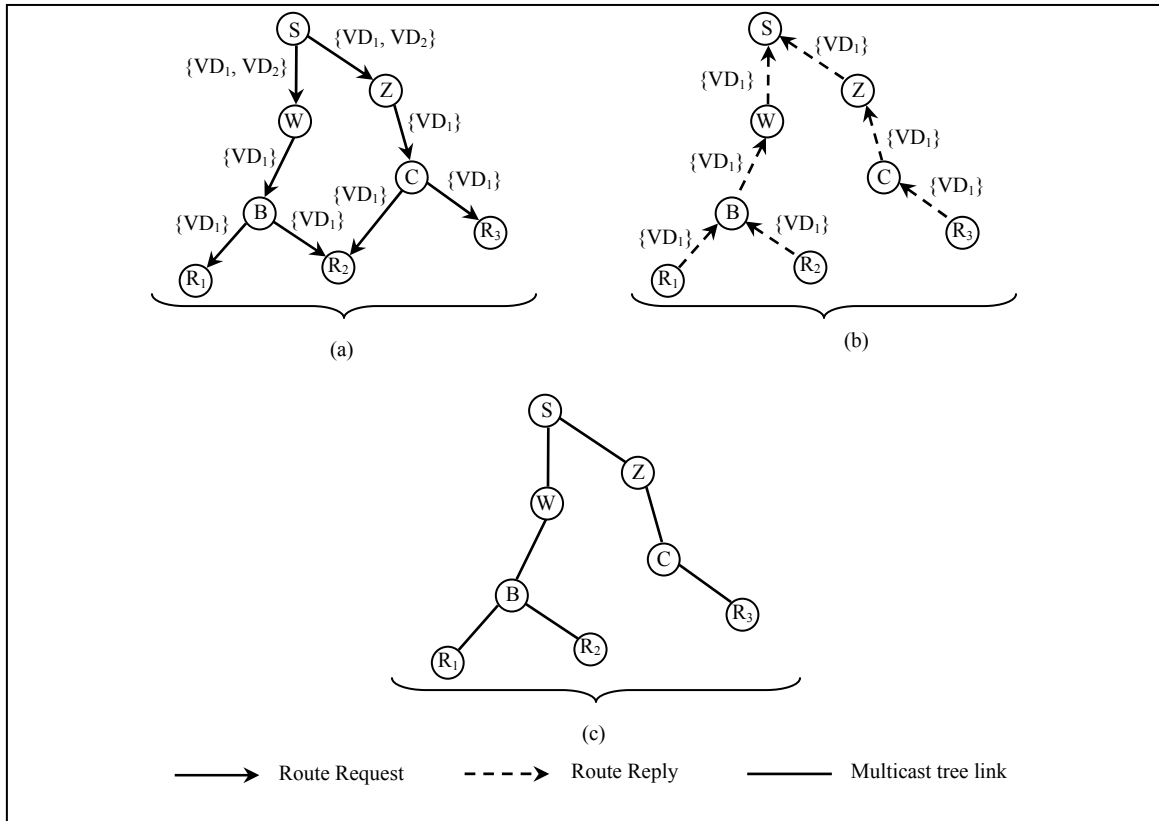 S
{VD₁, VD₂}
{VD₁, VD₂}
Z
W
{VD₁}
{VD₁}
C
{VD₁}
{VD₁}
B
{VD₁}
{VD₁}
R₃
R₂
R₁
(a)
S
{VD₁}
{VD₁}
Z
W
{VD₁}
{VD₁}
C
{VD₁}
B
{VD₁}
{VD₁}
R₃
R₂
R₁
(b)
S
Z
W
C
B
R₃
R₂
R₁
(c)
Route Request
Route Reply
Multicast tree link